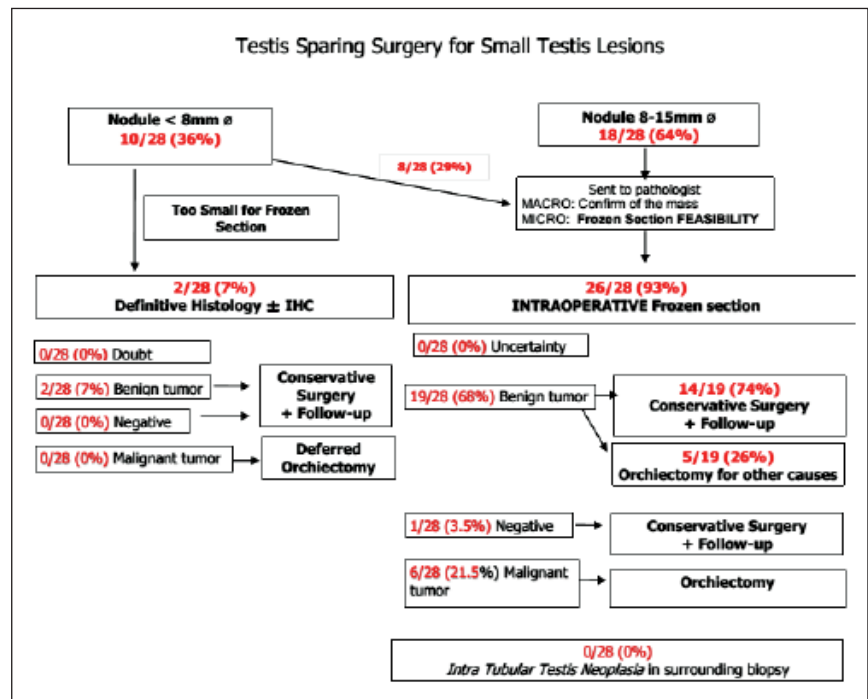 Testis Sparing Surgery for Small Testis Lesions
Nodule < 8mm ø
10/28 (36%)
Nodule 8-15mm ø
18/28 (64%)
8/28 (29%)
Sent to pathologist
MACRO: Confirm of the mass
MICRO: Frozen Section FEASIBILITY
Too Small for Frozen
Section
2/28 (7%)
Definitive Histology ± IHC
26/28 (93%)
INTRAOPERATIVE Frozen section
0/28 (0%) Doubt
2/28 (7%) Benign tumor
0/28 (0%) Negative
0/28 (0%) Malignant tumor
Conservative
Surgery
+ Follow-up
Deferred
Orchiectomy
0/28 (0%) Uncertainty
19/28 (68%) Benign tumor
14/19 (74%)
Conservative Surgery
+ Follow-up
5/19 (26%)
Orchiectomy for other causes
1/28 (3.5%) Negative
Conservative Surgery
+ Follow-up
6/28 (21.5%) Malignant
tumor
Orchiectomy
0/28 (0%)
Intra Tubular Testis Neoplasia in surrounding biopsy